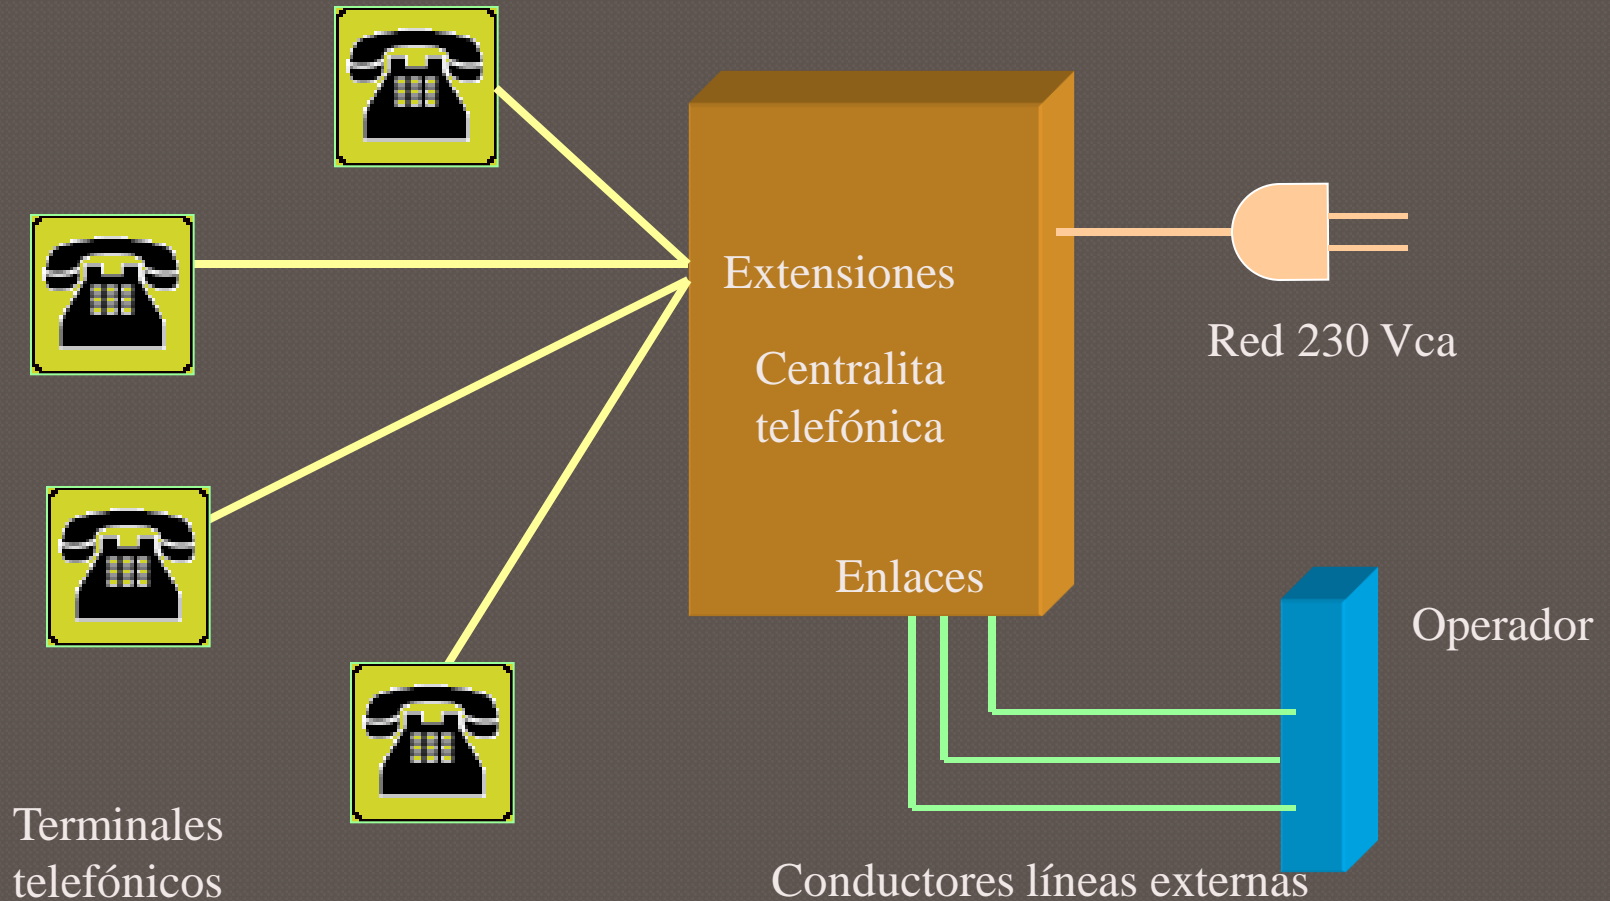 Extensiones
Centralita
telefónica
Enlaces
Red 230 Vca
Operador
Terminales
telefónicos
Conductores líneas externas